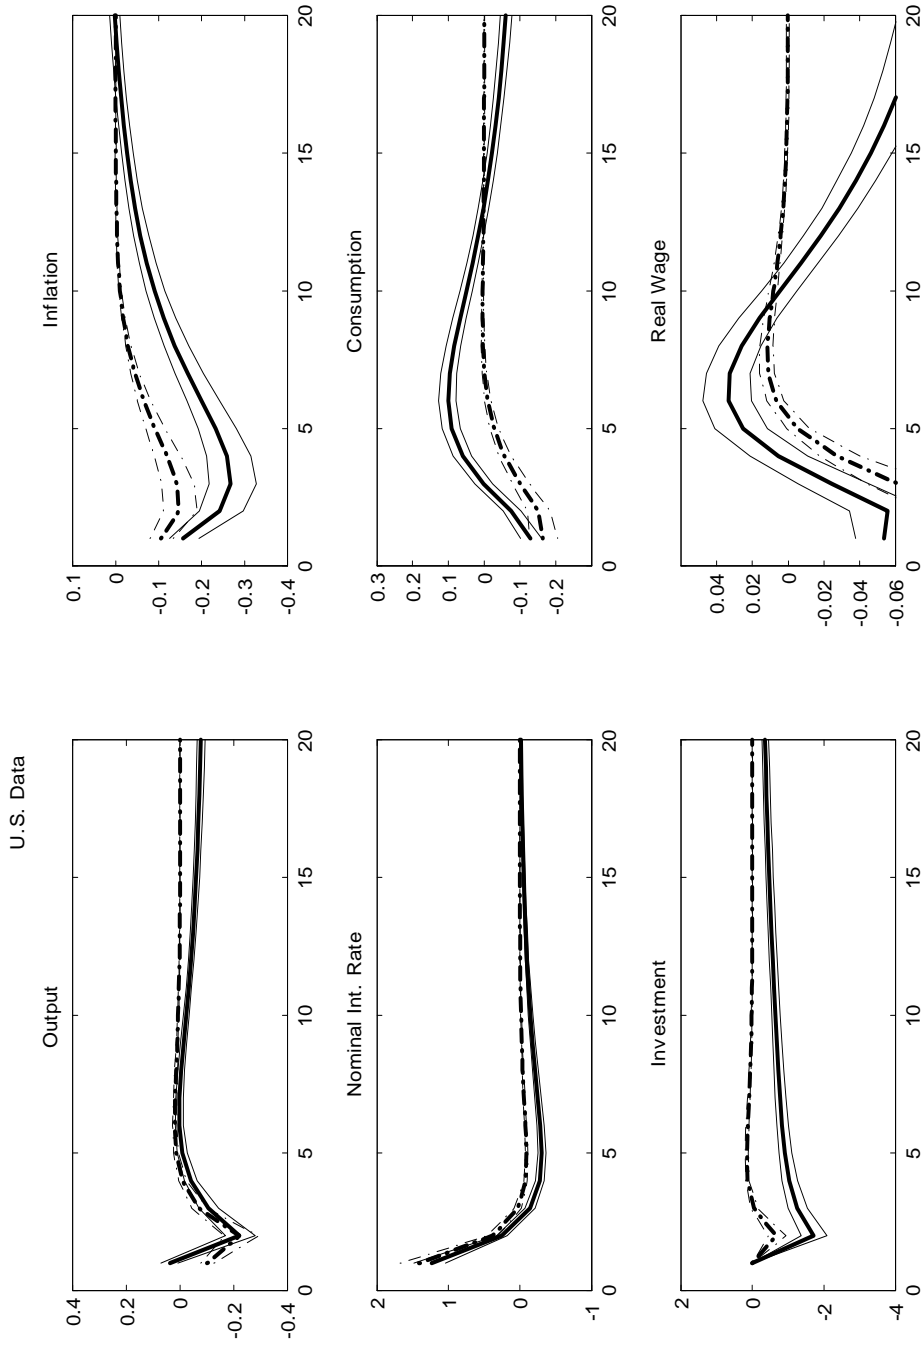 U.S. Data
Output
0.4
0.2
0
-0.2
-0.4
0 5 10 15 20
Inflation
0.1
0
-0.1
-0.2
-0.3
-0.4
0 5 10 15 20
Nominal Int. Rate
2
1
0
-1
0 5 10 15 20
Consumption
0.3
0.2
0.1
0
-0.1
-0.2
0 5 10 15 20
Investment
2
0
-2
-4
0 5 10 15 20
Real Wage
0.04
0.02
0
-0.02
-0.04
-0.06
0 5 10 15 20